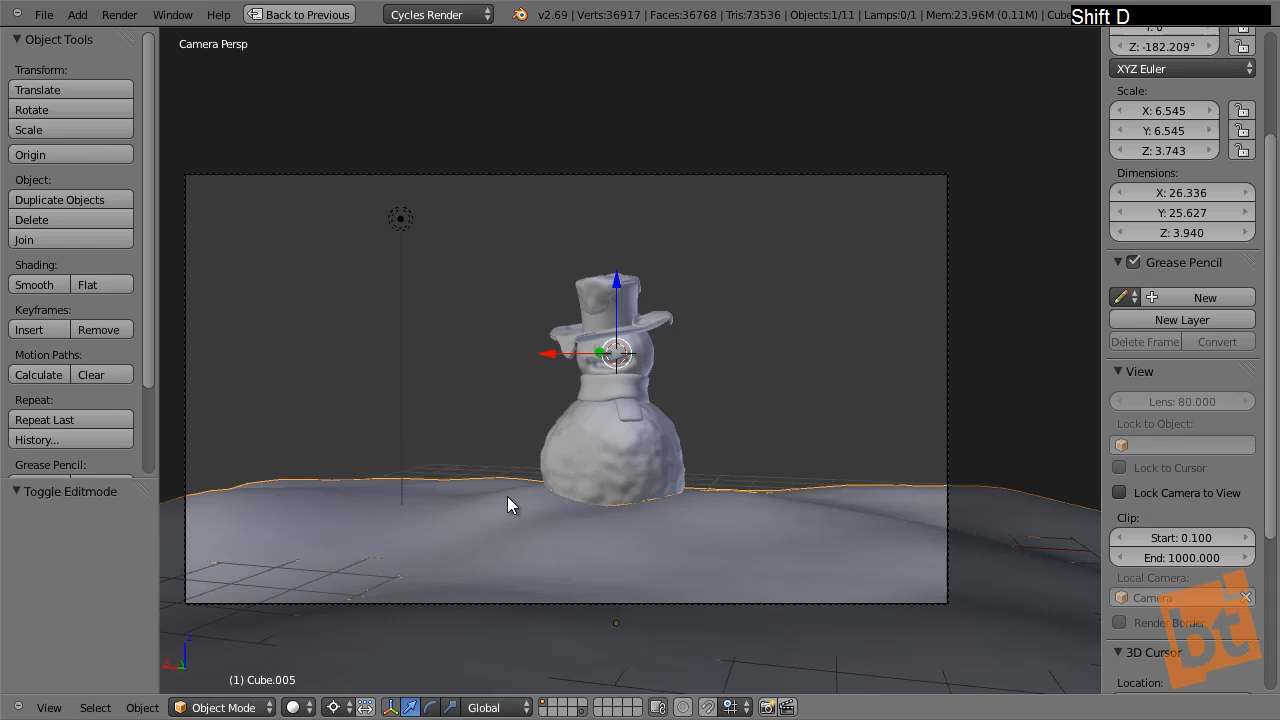 File Add Render Window Help Back to Previous Cycles Render v2.69 | Verts:36917 | Faces:36768 | Tris:73536 | Objects:1/11 | Lamps:0/1 | Mem:23.96M (0.11M) | Cube
Shift D
Object Tools
Transform:
Translate
Rotate
Scale
Origin
Object:
Duplicate Objects
Delete
Join
Shading:
Smooth Flat
Keyframes:
Insert Remove
Motion Paths:
Calculate Clear
Repeat:
Repeat Last
History...
Grease Pencil:
Toggle Editmode
Camera Persp
(1) Cube.005
Z: -182.209°
XYZ Euler
Scale:
X: 6.545
Y: 6.545
Z: 3.743
Dimensions:
X: 26.336
Y: 25.627
Z: 3.940
Grease Pencil
New
New Layer
Delete Frame Convert
View
Lens: 80.000
Lock to Object:
Lock to Cursor
Lock Camera to View
Clip:
Start: 0.100
End: 1000.000
Local Camera:
Camera
Render Border
bt
3D Cursor
Location:
View Select Object Object Mode Global